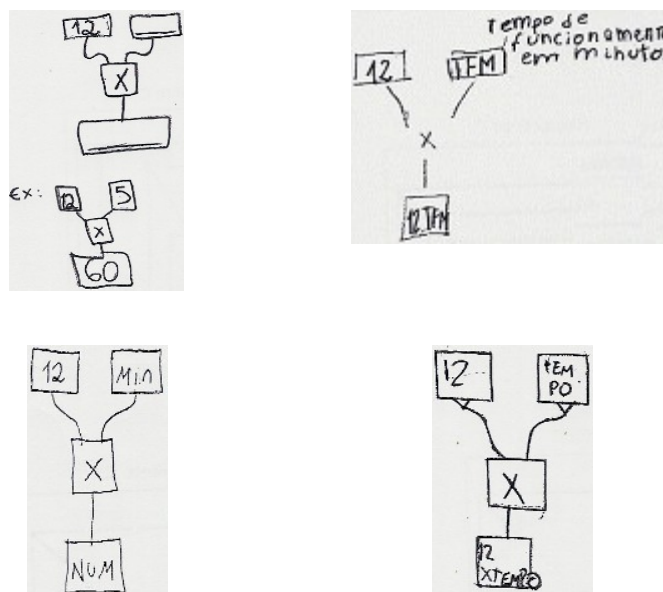 12
X
Ex:
12 5
x
60
tempo de
funcionament
em minuto
12 TFM
x
12 TFM
12 Min
X
NUM
12 tEM
PO
X
12
XtEMPO